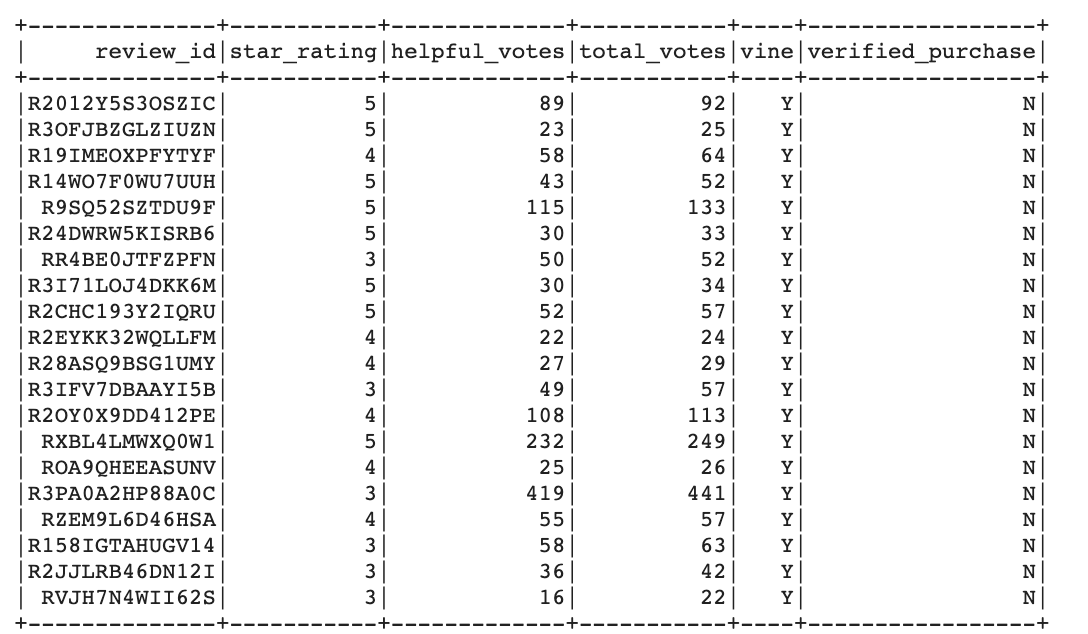 +--------------+-----------+-------------+-----------+----+-----------------+
|     review_id|star_rating|helpful_votes|total_votes|vine|verified_purchase|
+--------------+-----------+-------------+-----------+----+-----------------+
|R2012Y5S3OSZIC|          5|           89|         92|   Y|                N|
|R3OFJBZGLZIUZN|          5|           23|         25|   Y|                N|
|R19IMEOXPFYTYF|          4|           58|         64|   Y|                N|
|R14WO7F0WU7UUH|          5|           43|         52|   Y|                N|
| R9SQ52SZTDU9F|          5|          115|        133|   Y|                N|
|R24DWRW5KISRB6|          5|           30|         33|   Y|                N|
| RR4BE0JTFZPFN|          3|           50|         52|   Y|                N|
|R3I71LOJ4DKK6M|          5|           30|         34|   Y|                N|
|R2CHC193Y2IQRU|          5|           52|         57|   Y|                N|
|R2EYKK32WQLLFM|          4|           22|         24|   Y|                N|
|R28ASQ9BSG1UMY|          4|           27|         29|   Y|                N|
|R3IFV7DBAAYI5B|          3|           49|         57|   Y|                N|
|R2OY0X9DD412PE|          4|          108|        113|   Y|                N|
| RXBL4LMWXQ0W1|          5|          232|        249|   Y|                N|
| ROA9QHEEASUNV|          4|           25|         26|   Y|                N|
|R3PA0A2HP88A0C|          3|          419|        441|   Y|                N|
| RZEM9L6D46HSA|          4|           55|         57|   Y|                N|
|R158IGTAHUGV14|          3|           58|         63|   Y|                N|
|R2JJLRB46DN12I|          3|           36|         42|   Y|                N|
| RVJH7N4WII62S|          3|           16|         22|   Y|                N|
+--------------+-----------+-------------+-----------+----+-----------------+